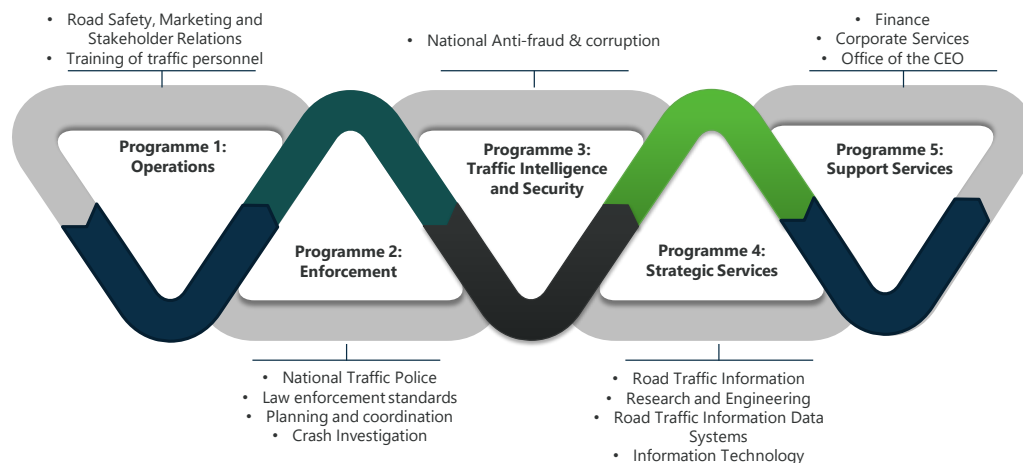 • Road Safety, Marketing and
Stakeholder Relations
• Training of traffic personnel
Programme 1:
Operations
Programme 2:
Enforcement
• National Traffic Police
• Law enforcement standards
• Planning and coordination
• Crash Investigation
• National Anti-fraud & corruption
Programme 3:
Traffic Intelligence
and Security
Programme 4:
Strategic Services
• Road Traffic Information
• Research and Engineering
• Road Traffic Information Data
Systems
• Information Technology
• Finance
• Corporate Services
• Office of the CEO
Programme 5:
Support Services